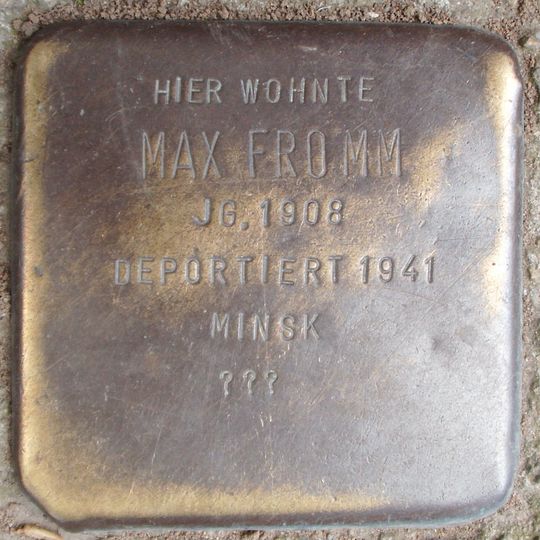 HIER WOHNTE
MAX FROMM
JG. 1908
DEPORTIERT 1941
MINSK
???